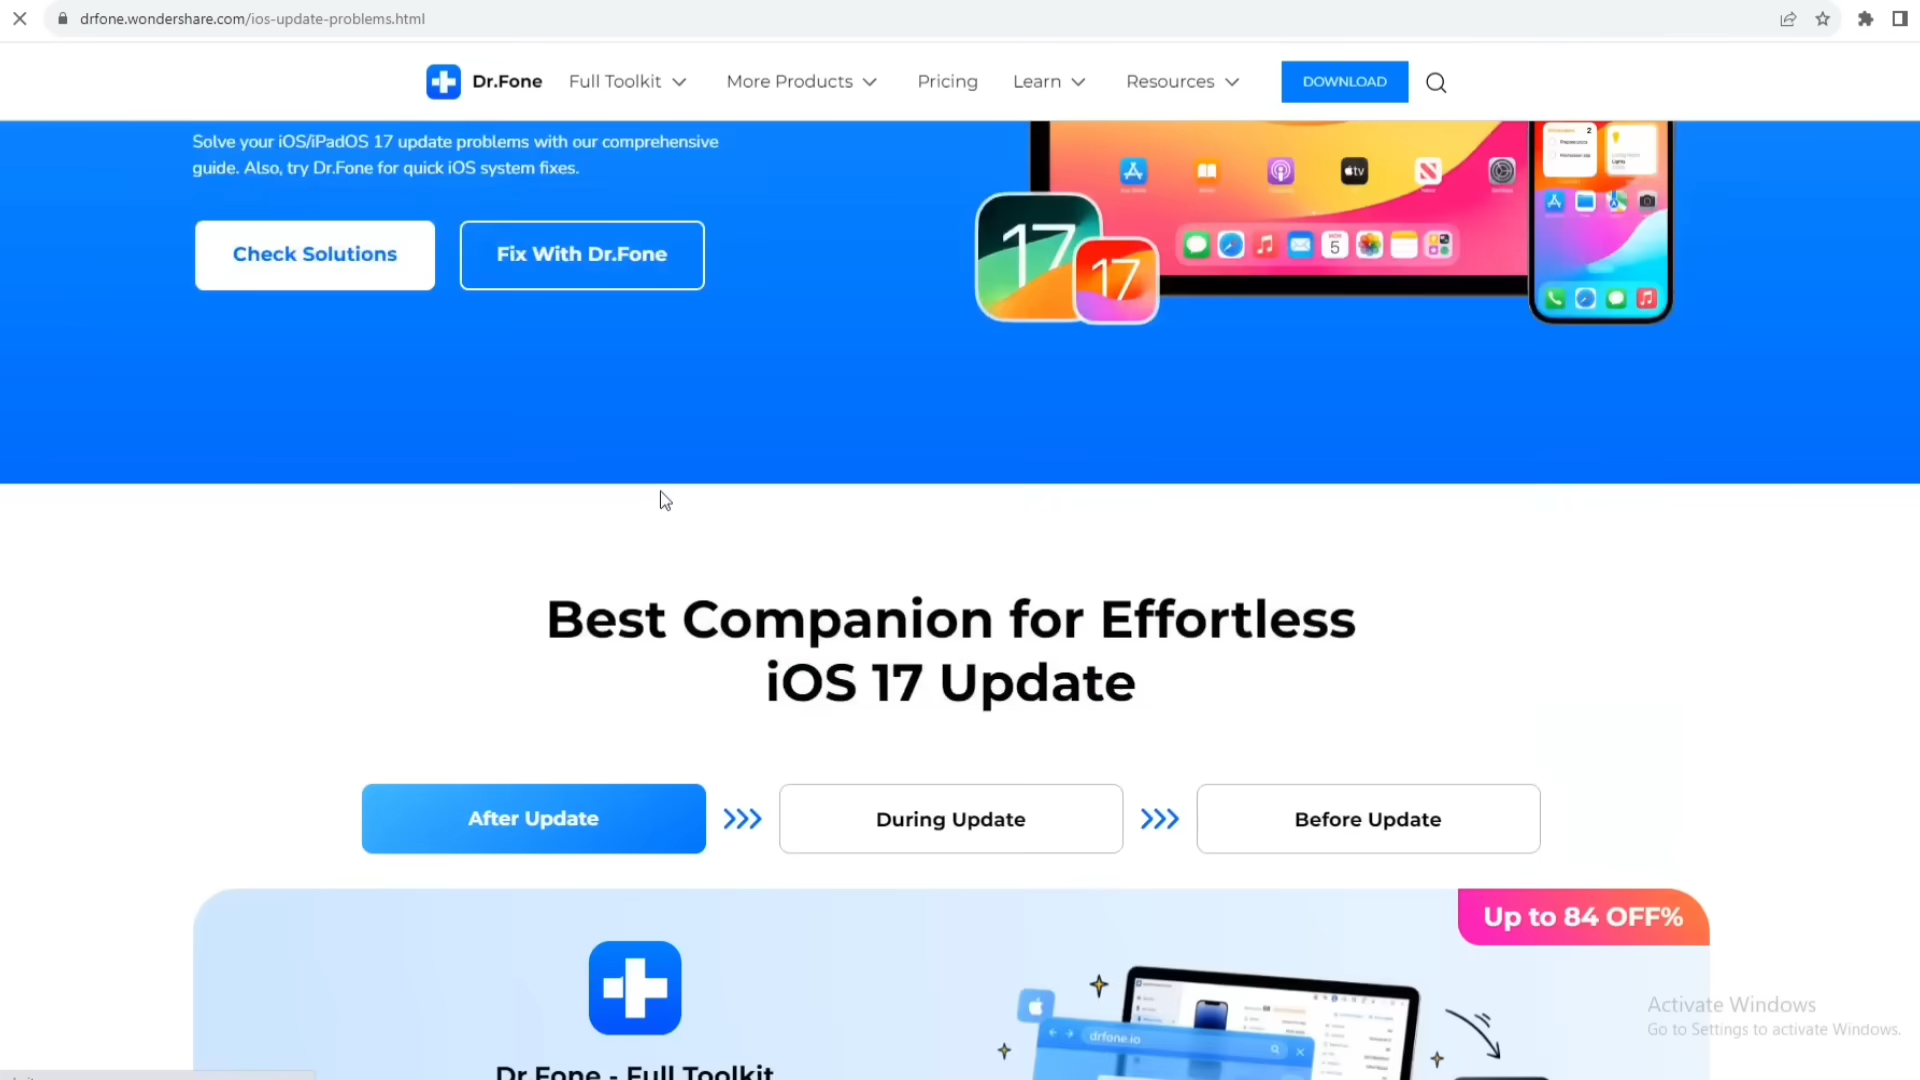 drfone.wondershare.com/ios-update-problems.html
Dr.Fone
Full Toolkit
More Products
Pricing
Learn
Resources
DOWNLOAD
Solve your iOS/iPadOS 17 update problems with our comprehensive
guide. Also, try Dr.Fone for quick iOS system fixes.
Check Solutions
Fix With Dr.Fone
17
17
tv
5
2
Best Companion for Effortless
iOS 17 Update
After Update
During Update
Before Update
Up to 84 OFF%
drfone.io
Dr.Fone - Full Toolkit
Activate Windows
Go to Settings to activate Windows.